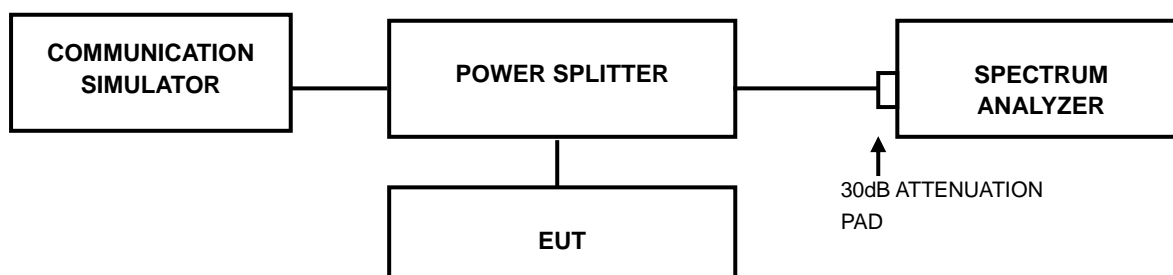 COMMUNICATION
SIMULATOR
POWER SPLITTER
SPECTRUM
ANALYZER
30dB ATTENUATION
PAD
EUT